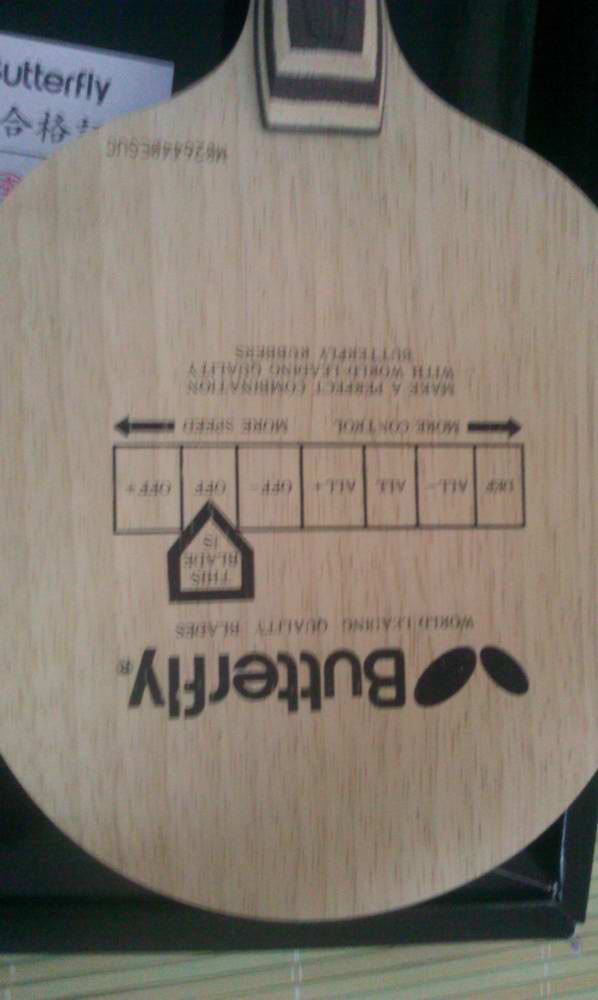 Butterfly
合格
Butterfly®
WORLD-LEADING QUALITY BLADES
THIS
BLADE
IS
DEF ALL- ALL ALL+ OFF- OFF OFF+
MORE CONTROL MORE SPEED
MAKE A PERFECT COMBINATION
WITH WORLD-LEADING QUALITY
BUTTERFLY RUBBERS